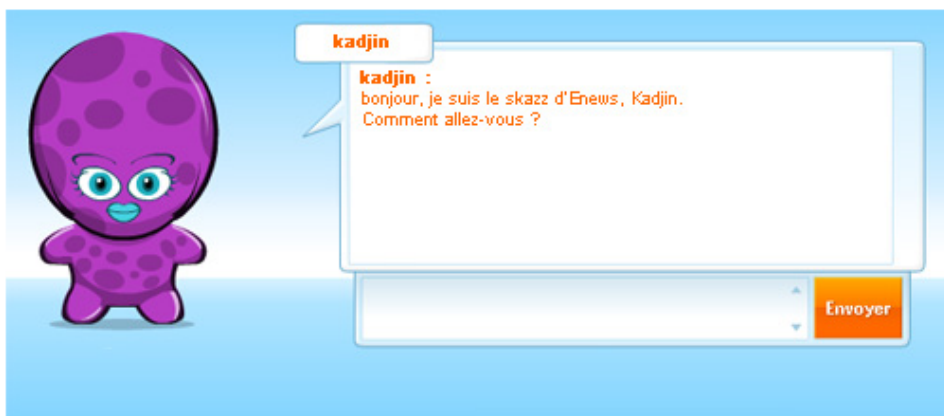 kadjin
kadjin :
bonjour, je suis le skazz d'Enews, Kadjin.
Comment allez-vous ?
Envoyer